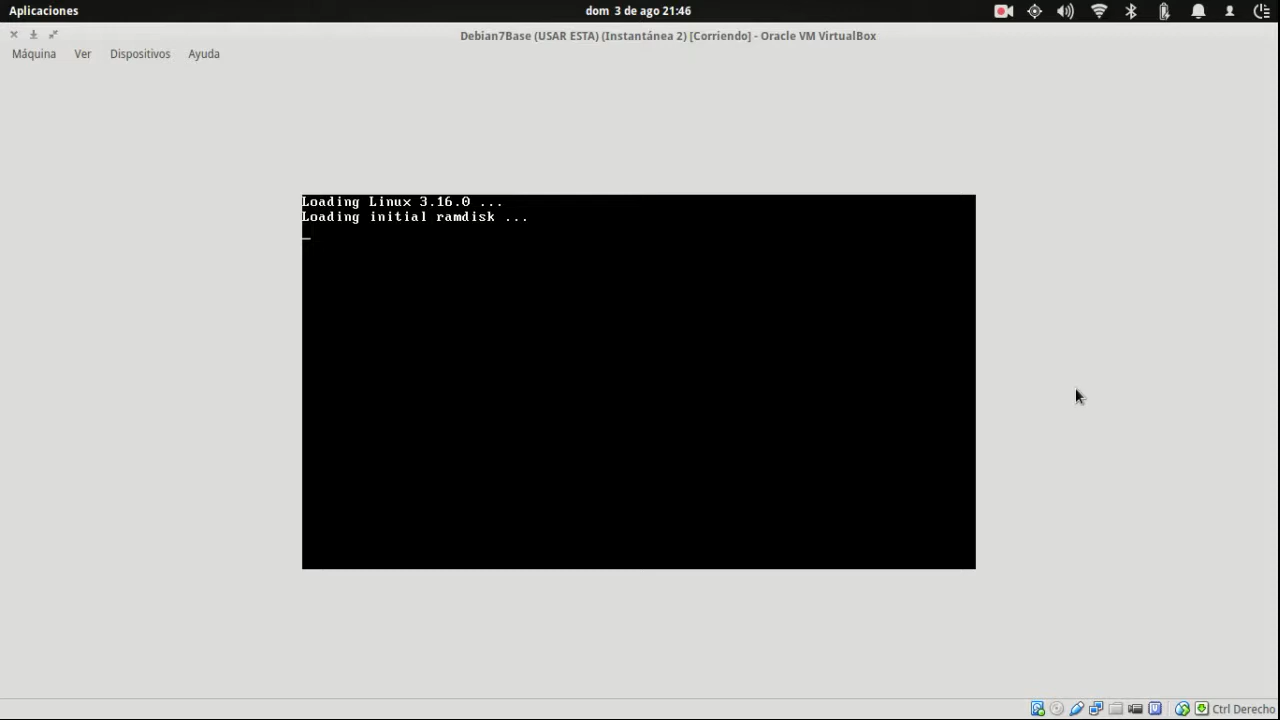 Aplicaciones
dom 3 de ago 21:46
Debian7Base (USAR ESTA) (Instantánea 2) [Corriendo] - Oracle VM VirtualBox
Máquina Ver Dispositivos Ayuda
Loading Linux 3.16.0 ...
Loading initial ramdisk ...
Ctrl Derecho